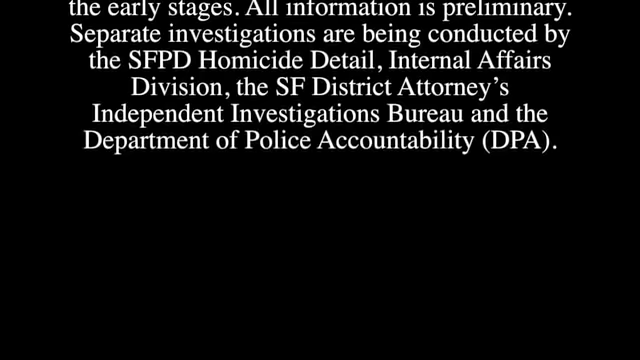 the early stages. All information is preliminary.
Separate investigations are being conducted by
the SFPD Homicide Detail, Internal Affairs
Division, the SF District Attorney’s
Independent Investigations Bureau and the
Department of Police Accountability (DPA).